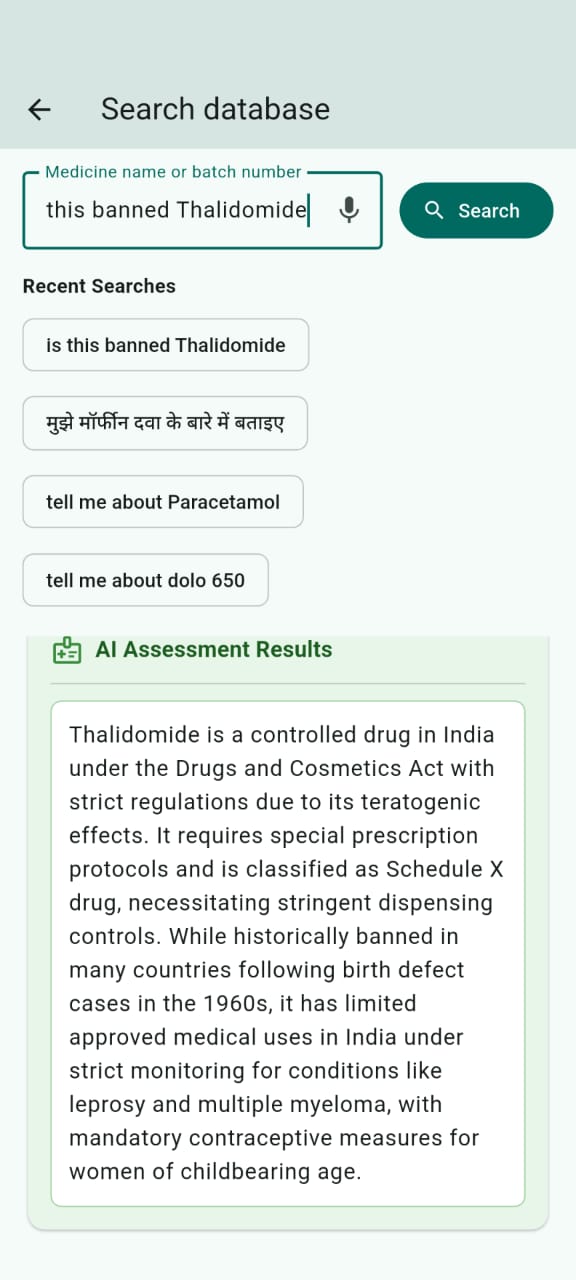 Search database
Medicine name or batch number
this banned Thalidomide
Search
Recent Searches
is this banned Thalidomide
मुझे मॉर्फीन दवा के बारे में बताइए
tell me about Paracetamol
tell me about dolo 650
AI Assessment Results
Thalidomide is a controlled drug in India
under the Drugs and Cosmetics Act with
strict regulations due to its teratogenic
effects. It requires special prescription
protocols and is classified as Schedule X
drug, necessitating stringent dispensing
controls. While historically banned in
many countries following birth defect
cases in the 1960s, it has limited
approved medical uses in India under
strict monitoring for conditions like
leprosy and multiple myeloma, with
mandatory contraceptive measures for
women of childbearing age.